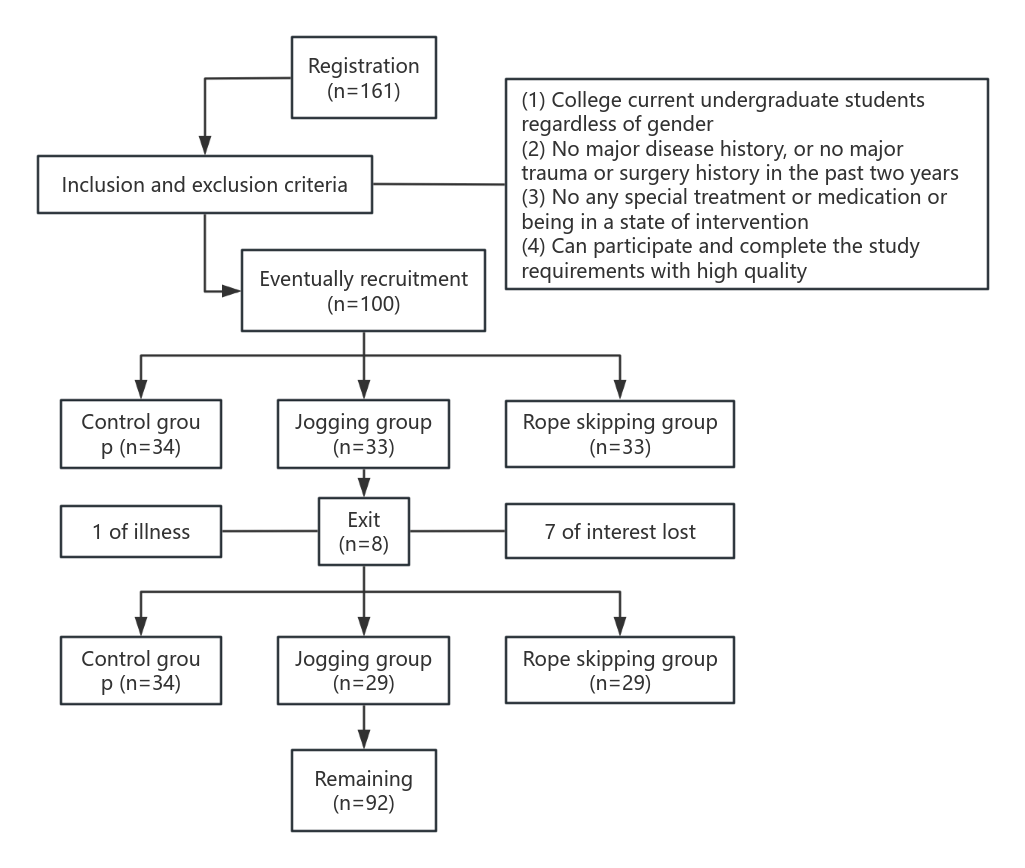 Registration
(n=161)
(1) College current undergraduate students
regardless of gender
(2) No major disease history, or no major
trauma or surgery history in the past two years
(3) No any special treatment or medication or
being in a state of intervention
(4) Can participate and complete the study
requirements with high quality
Inclusion and exclusion criteria
Eventually recruitment
(n=100)
Control grou
p (n=34)
Jogging group
(n=33)
Rope skipping group
(n=33)
1 of illness
Exit
(n=8)
7 of interest lost
Control grou
p (n=34)
Jogging group
(n=29)
Rope skipping group
(n=29)
Remaining
(n=92)